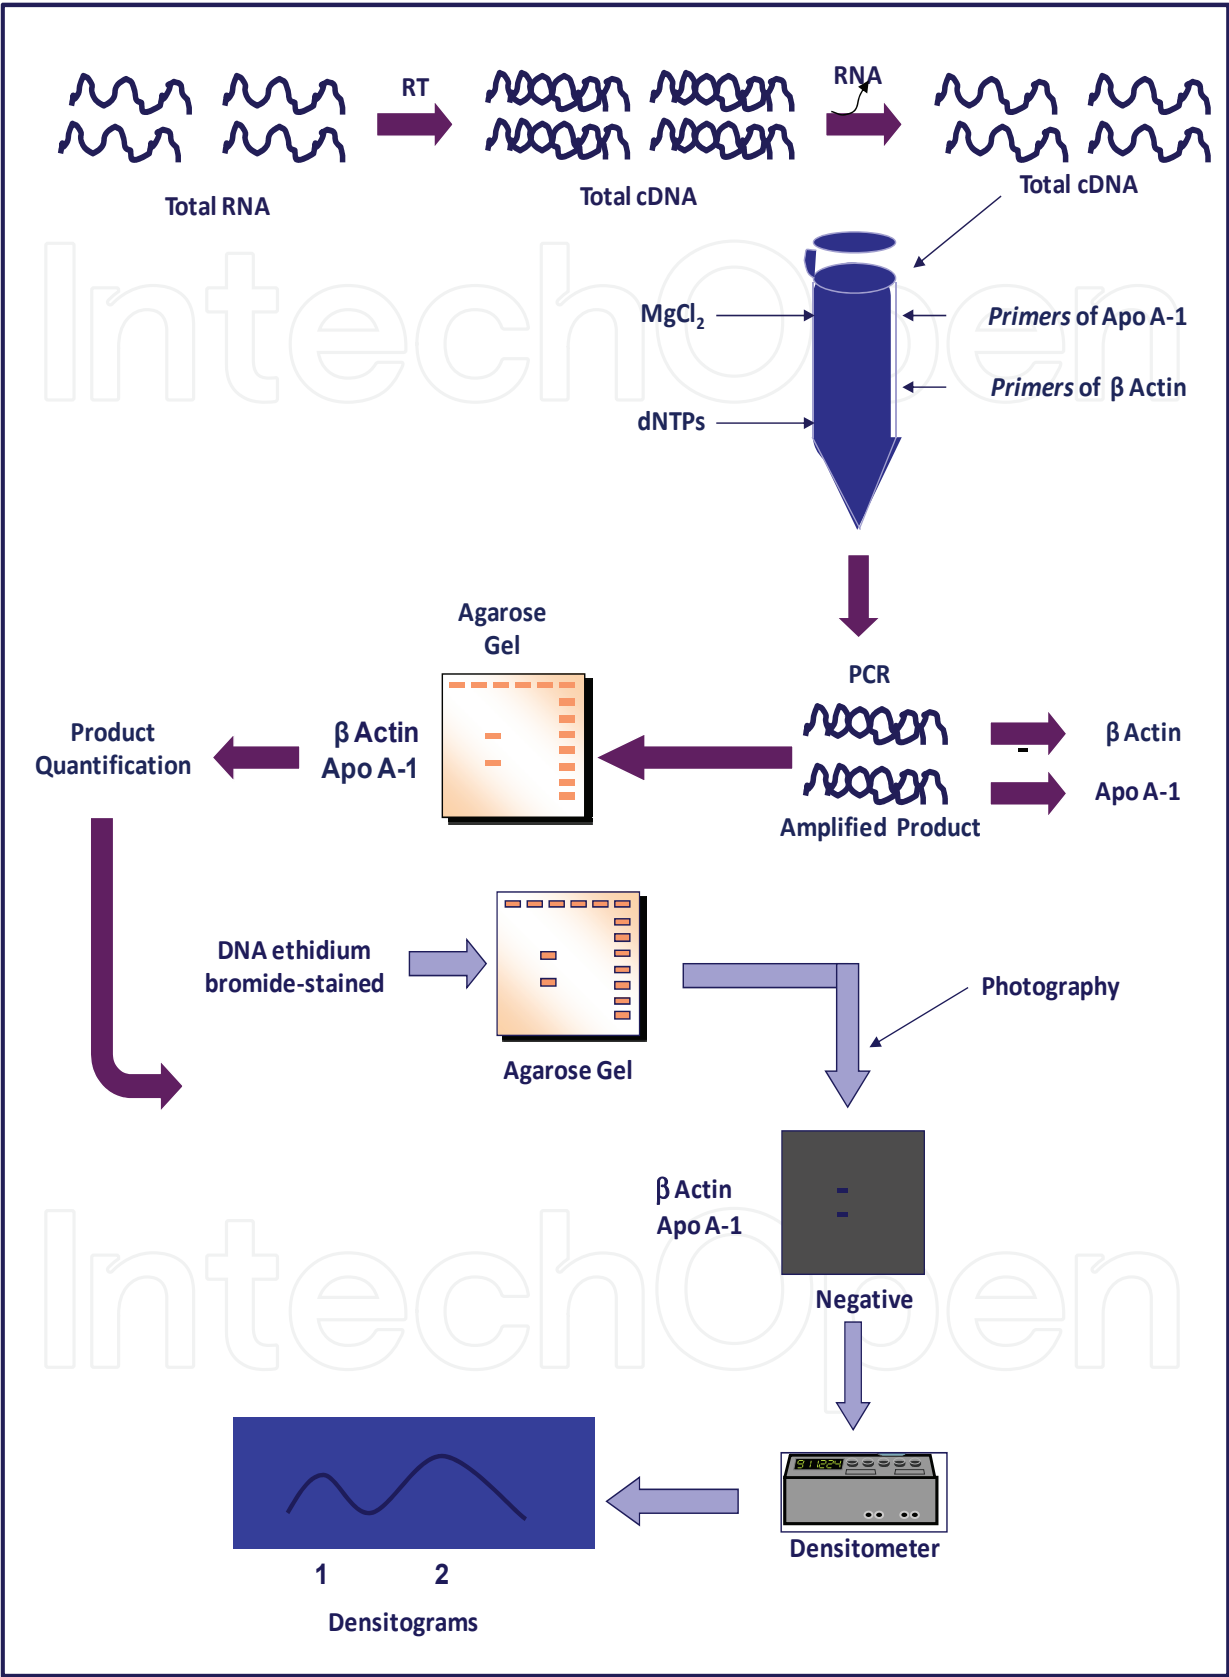 RT
RNA
Total RNA
Total cDNA
Total cDNA
IntechOpen
MgCl2
Primers of Apo A-1
Primers of β Actin
dNTPs
Agarose
Gel
PCR
β Actin
Apo A-1
Product
Quantification
β Actin
Apo A-1
Amplified Product
DNA ethidium
bromide-stained
Photography
Agarose Gel
β Actin
Apo A-1
IntechOpen
Negative
911224
Densitometer
1 2
Densitograms